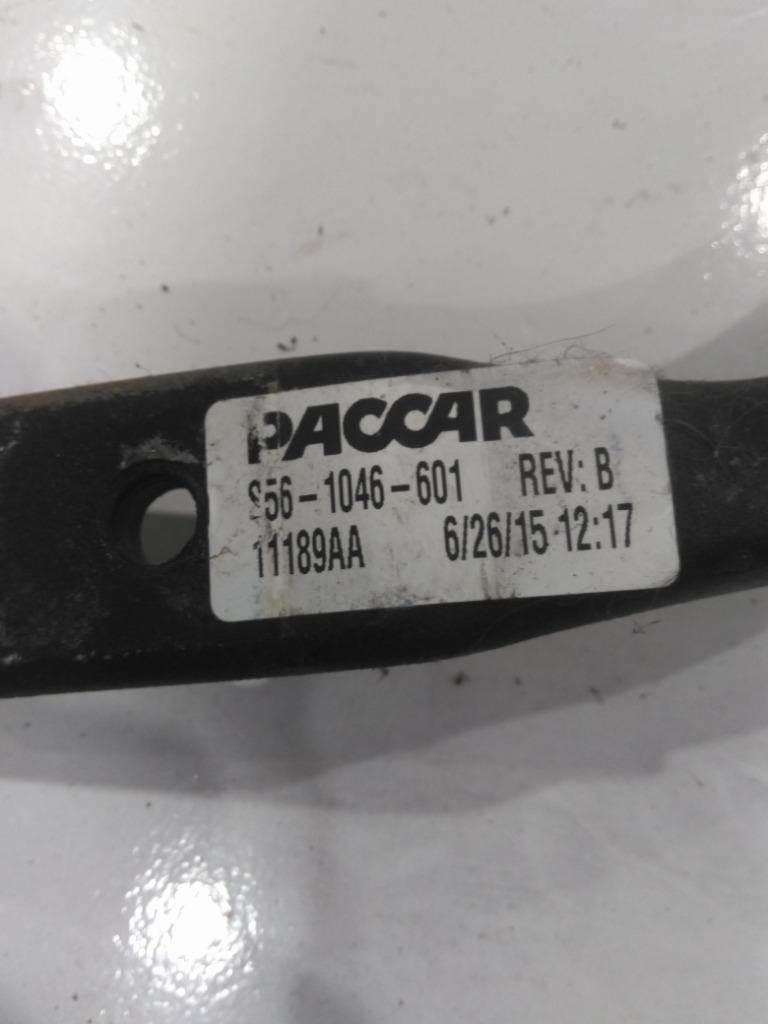 PACCAR
S56-1046-601 REV: B
11189AA 6/26/15 12:17